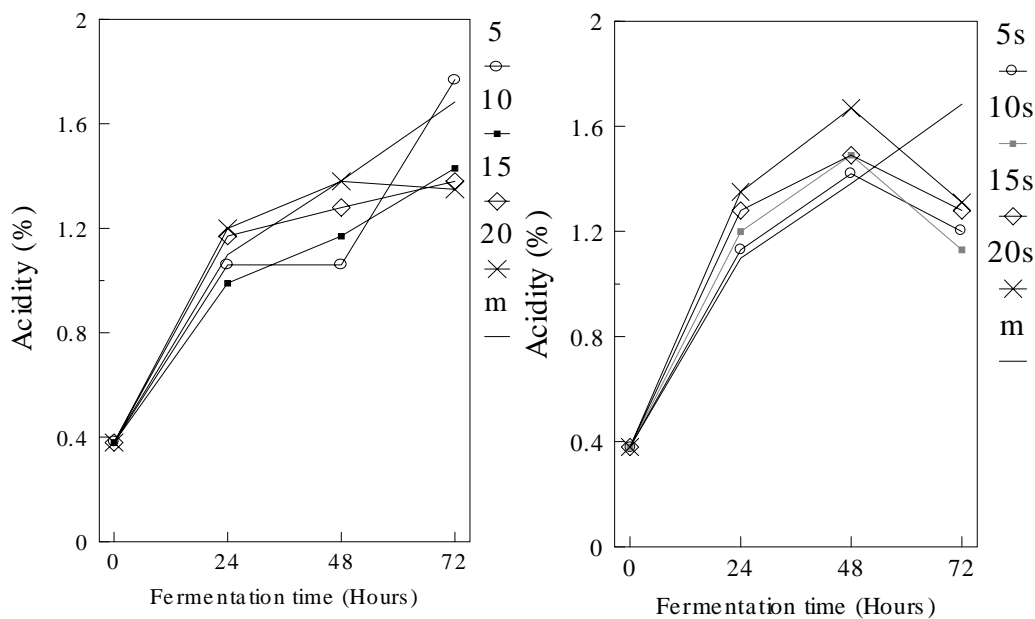 2
1.6
1.2
0.8
0.4
0
Acidity (%)
0 24 48 72
Fermentation time (Hours)
5
10
15
20
m
2
1.6
1.2
0.8
0.4
0
Acidity (%)
0 24 48 72
Fermentation time (Hours)
5s
10s
15s
20s
m